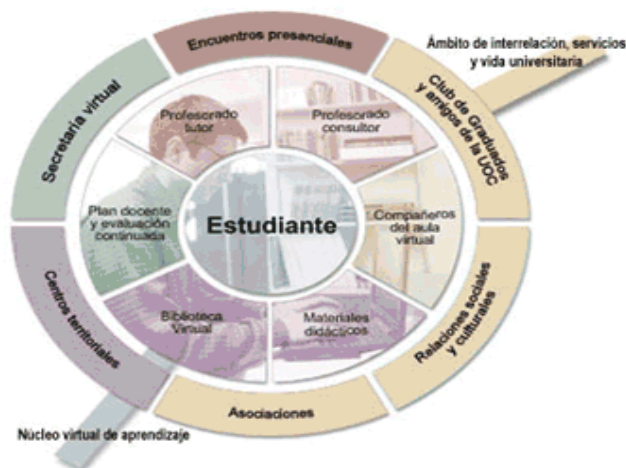 Encuentros presenciales
Ámbito de interrelación, servicios
y vida universitaria
Club de Graduados
y amigos de la UOC
Secretaría virtual
Profesorado
tutor
Profesorado
consultor
Plan docente
y evaluación
continuada
Estudiante
Compañeros
del aula
virtual
Centros territoriales
Biblioteca
Virtual
Materiales
didácticos
Relaciones sociales
y culturales
Asociaciones
Núcleo virtual de aprendizaje